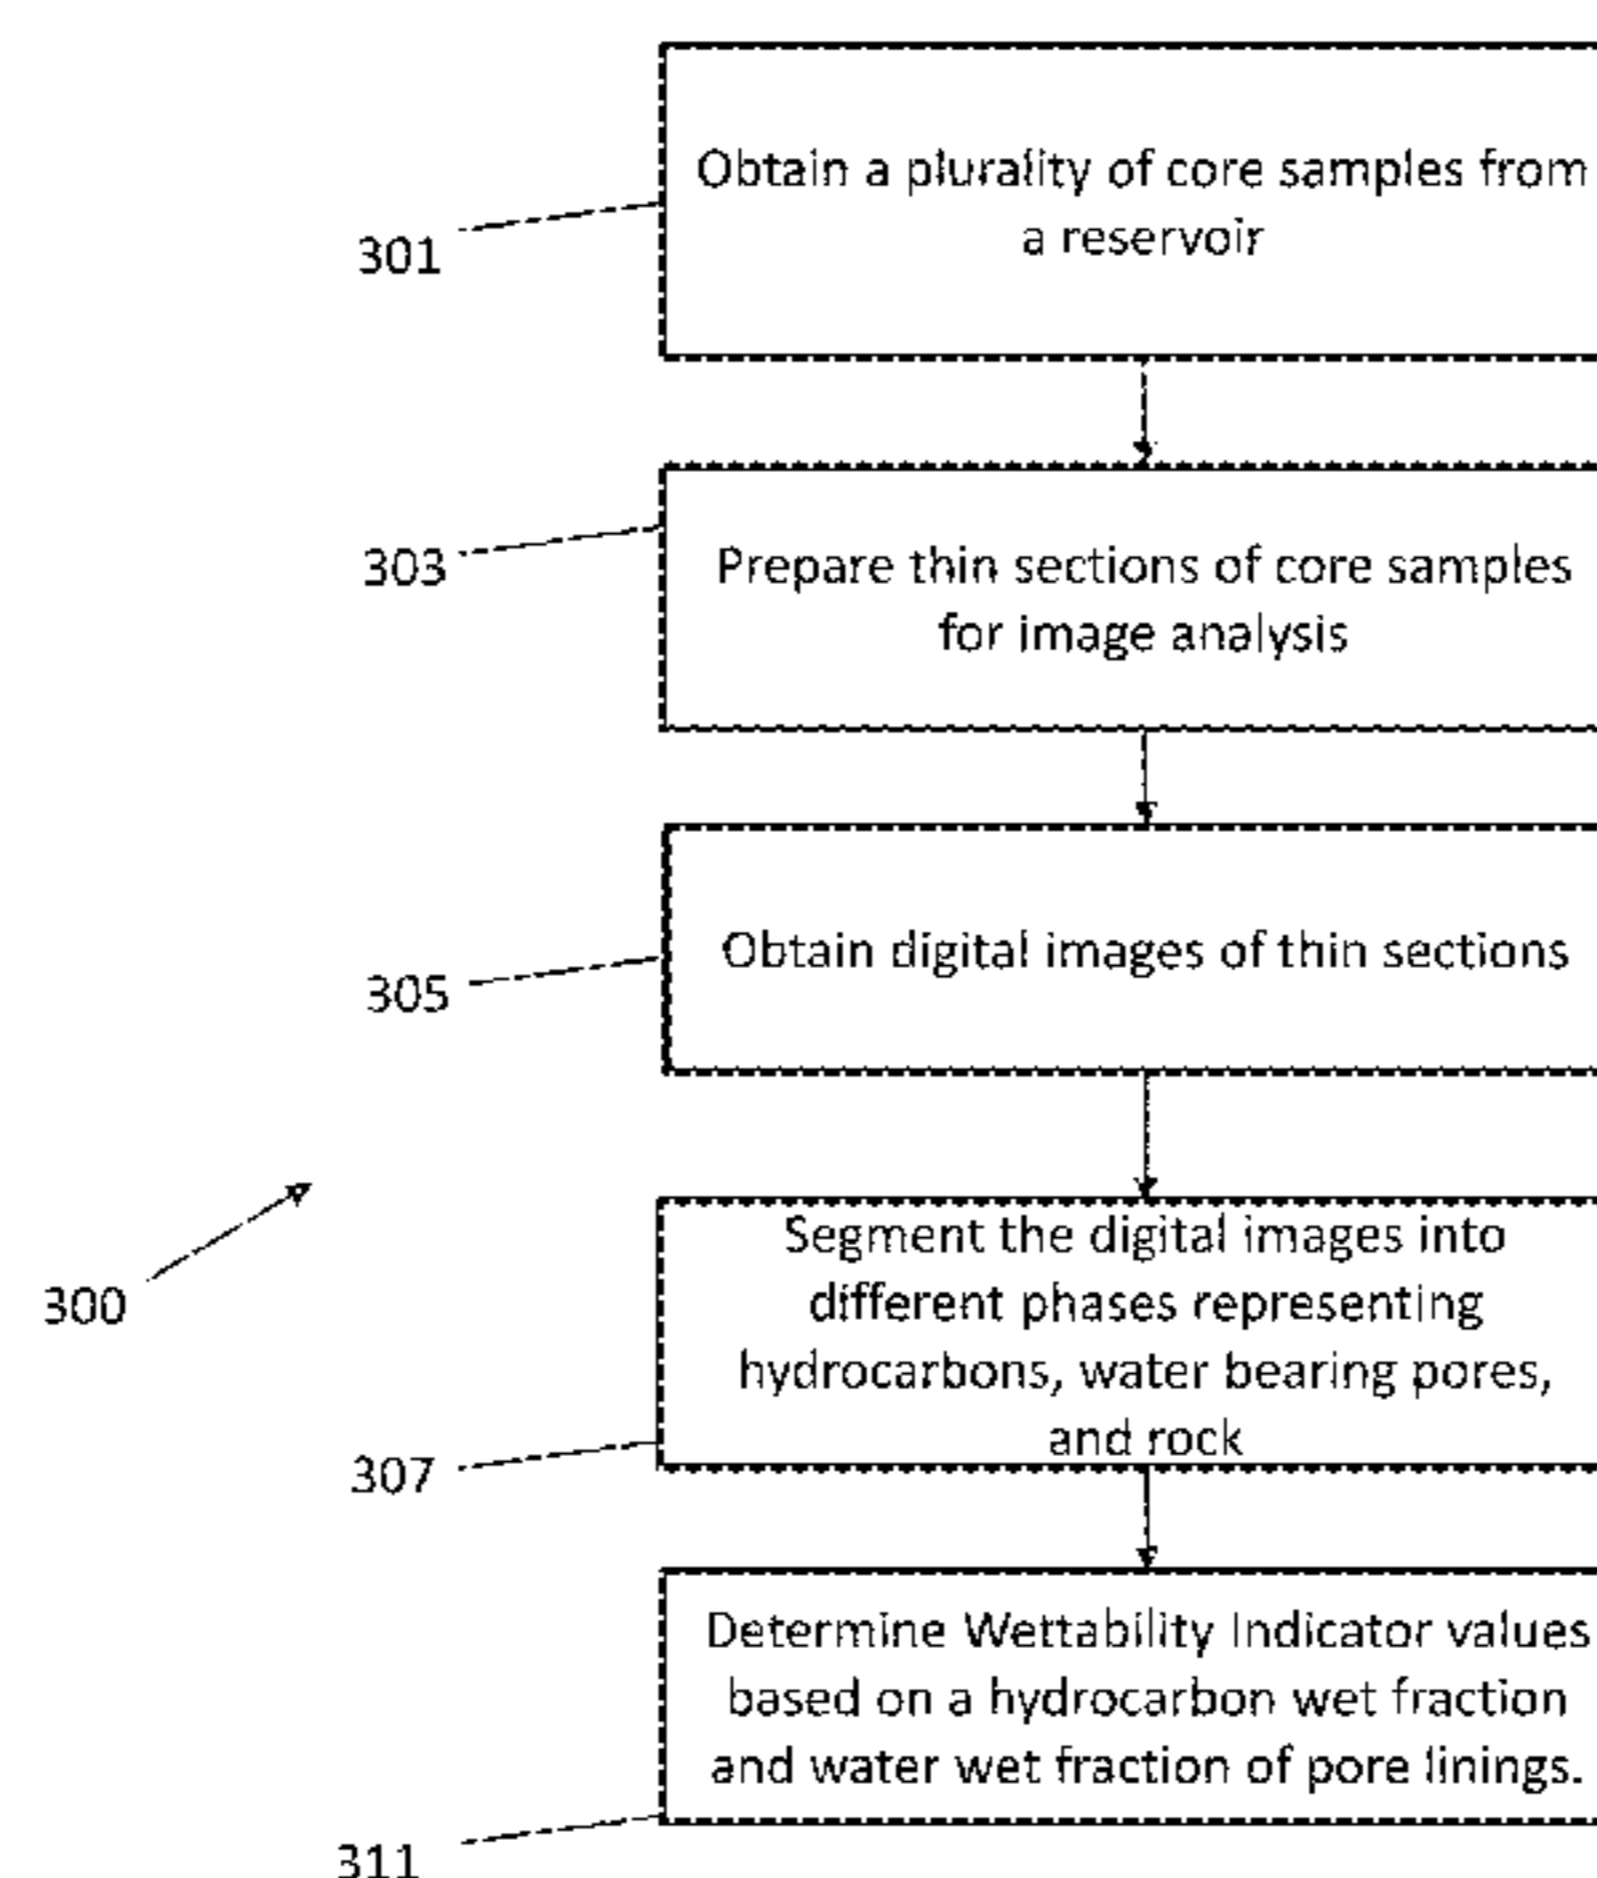 Obtain a plurality of core samples from
a reservoir
301
Prepare thin sections of core samples
for image analysis
303
Obtain digital images of thin sections
305
300
Segment the digital images into
different phases representing
hydrocarbons, water bearing pores,
and rock
307
Determine Wettability Indicator values
based on a hydrocarbon wet fraction
and water wet fraction of pore linings.
311